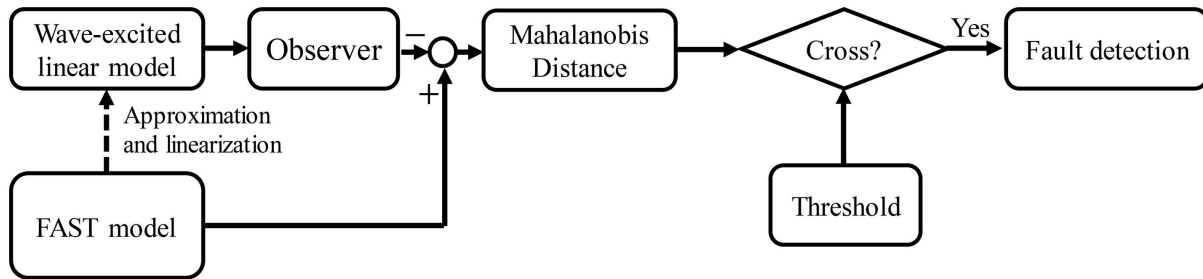 Wave-excited
linear model
Observer
−
+
Mahalanobis
Distance
Cross?
Yes
Fault detection
Approximation
and linearization
FAST model
Threshold